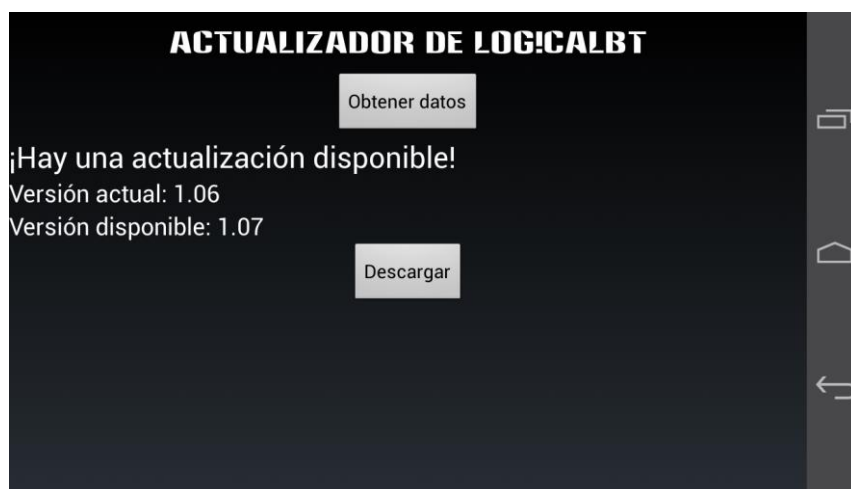 ACTUALIZADOR DE LOG!CALBT
Obtener datos
¡Hay una actualización disponible!
Versión actual: 1.06
Versión disponible: 1.07
Descargar